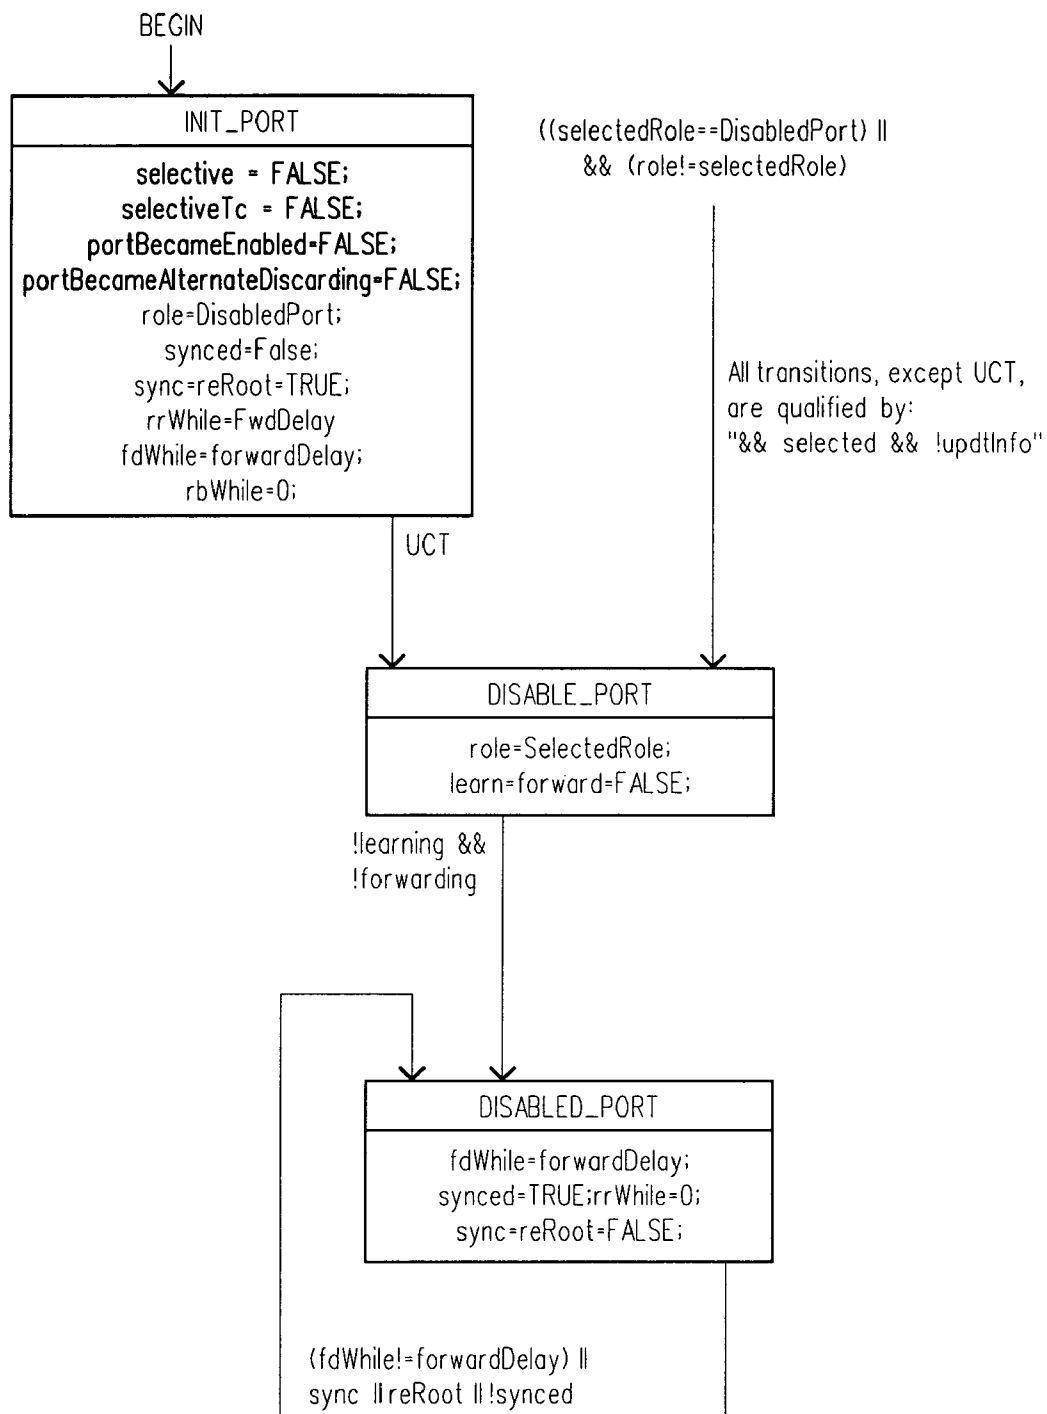 BEGIN
INIT_PORT
selective = FALSE;
selectiveTc = FALSE;
portBecameEnabled=FALSE;
portBecameAlternateDiscarding=FALSE;
role=DisabledPort;
synced=False;
sync=reRoot=TRUE;
rrWhile=FwdDelay
fdWhile=forwardDelay;
rbWhile=0;
((selectedRole==DisabledPort) ||
&& (role!=selectedRole)
All transitions, except UCT,
are qualified by:
"&& selected && !updtInfo"
UCT
DISABLE_PORT
role=SelectedRole;
learn=forward=FALSE;
!learning &&
!forwarding
DISABLED_PORT
fdWhile=forwardDelay;
synced=TRUE;rrWhile=0;
sync=reRoot=FALSE;
(fdWhile!=forwardDelay) ||
sync ||reRoot || !synced